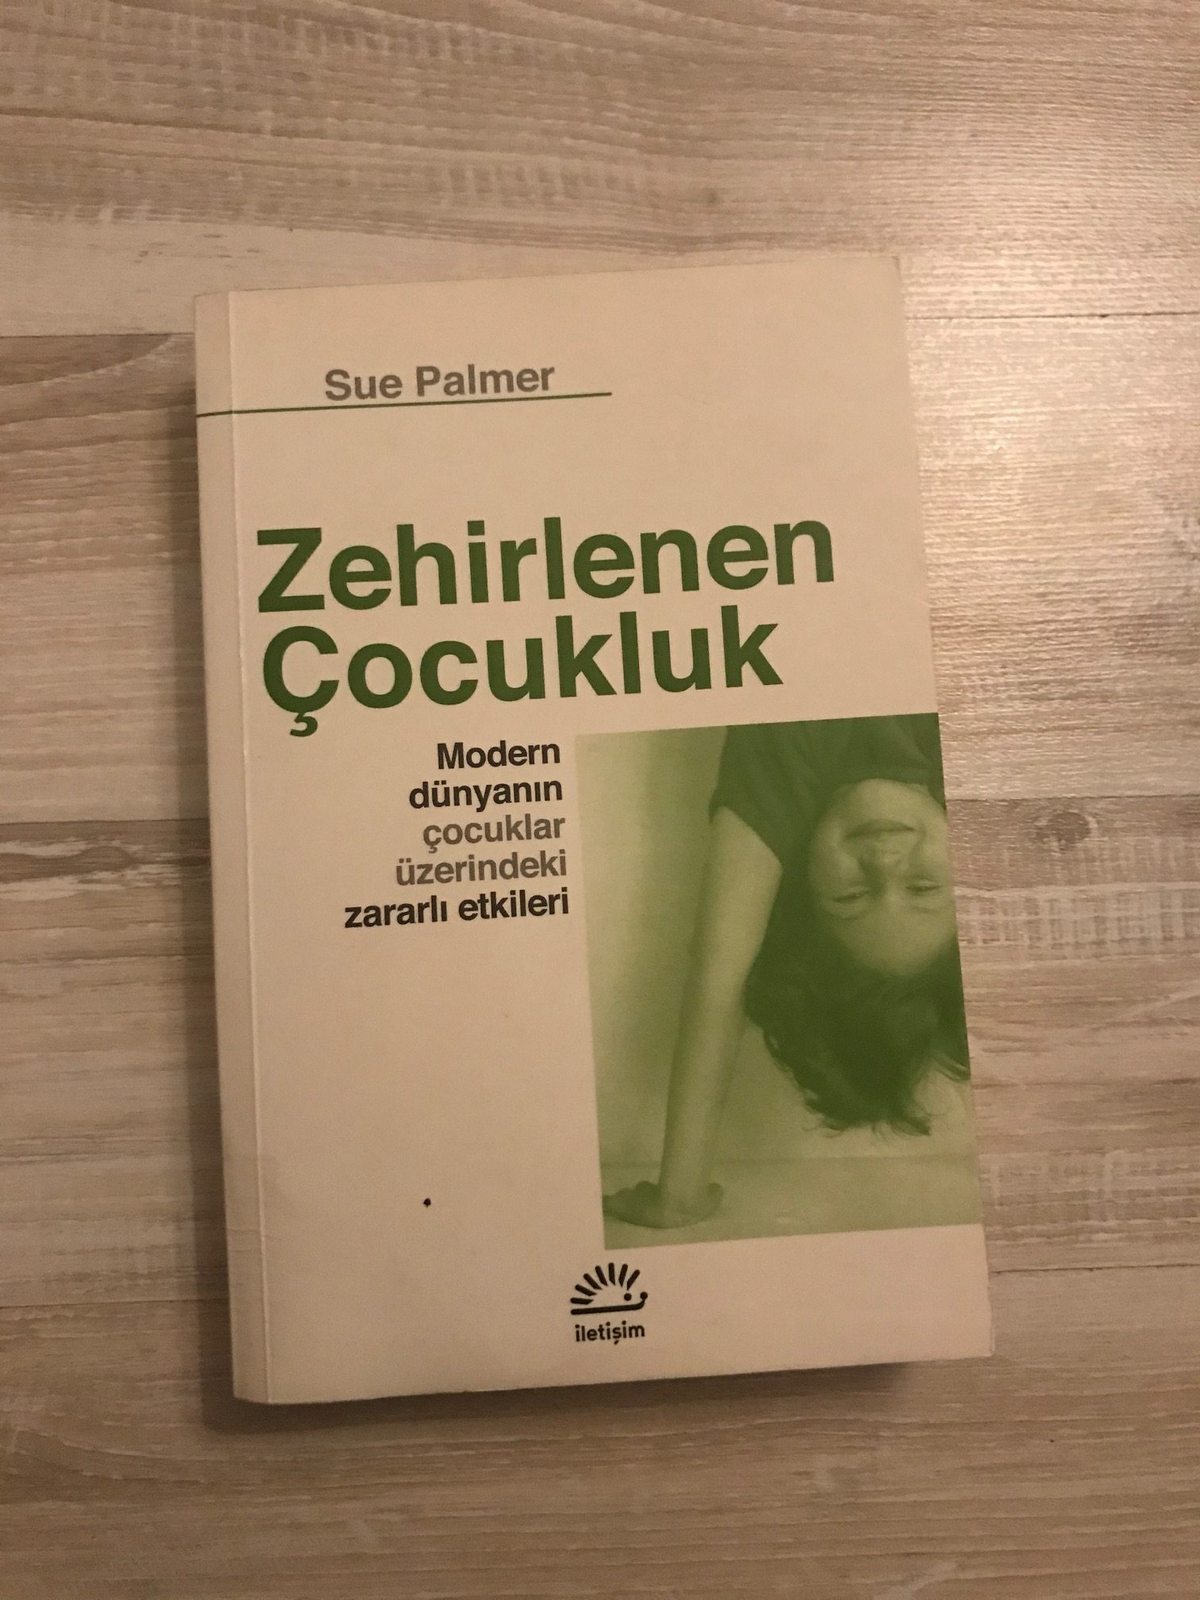 Sue Palmer
Zehirlenen
Çocukluk
Modern
dünyanın
çocuklar
üzerindeki
zararlı etkileri
iletişim